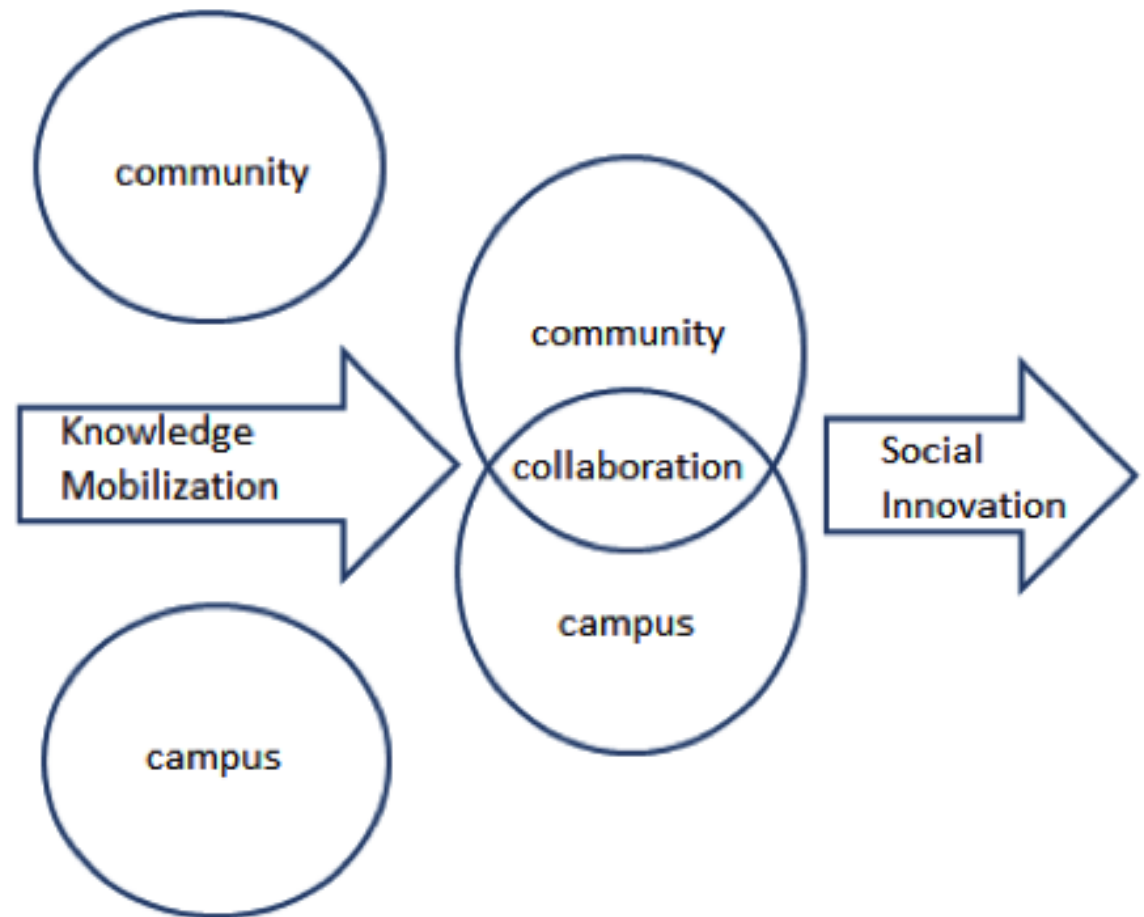 community
Knowledge
Mobilization
campus
community
collaboration
campus
Social
Innovation